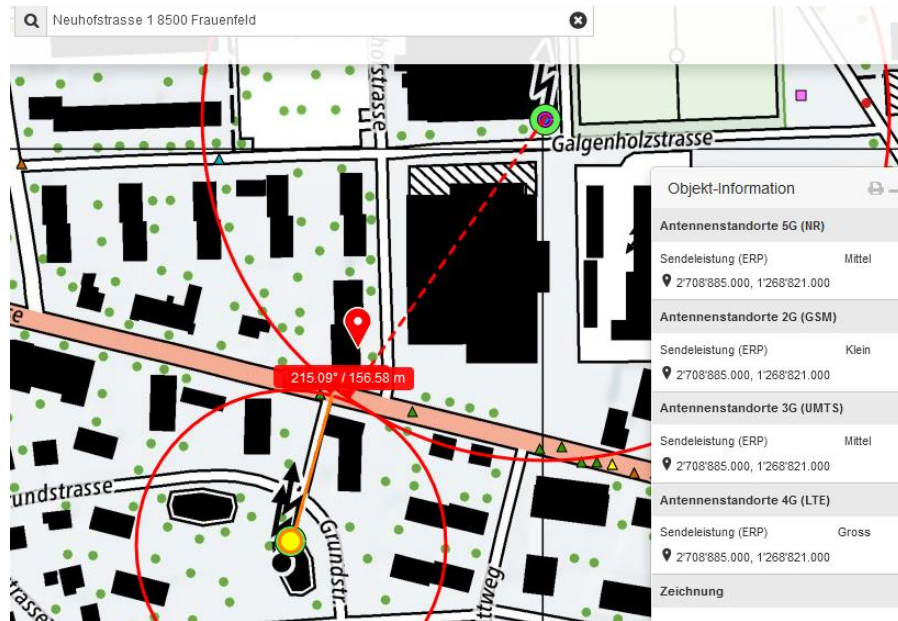 Neuhofstrasse 1 8500 Frauenfeld
hofstrasse
Galgenholzstrasse
Objekt-Information
Antennenstandorte 5G (NR)
Sendeleistung (ERP) Mittel
2'708'885.000, 1'268'821.000
Antennenstandorte 2G (GSM)
Sendeleistung (ERP) Klein
2'708'885.000, 1'268'821.000
Antennenstandorte 3G (UMTS)
Sendeleistung (ERP) Mittel
2'708'885.000, 1'268'821.000
Antennenstandorte 4G (LTE)
Sendeleistung (ERP) Gross
2'708'885.000, 1'268'821.000
Zeichnung
se
215.09° / 156.58 m
undstrasse
Grundstr.
ttweg
strasse